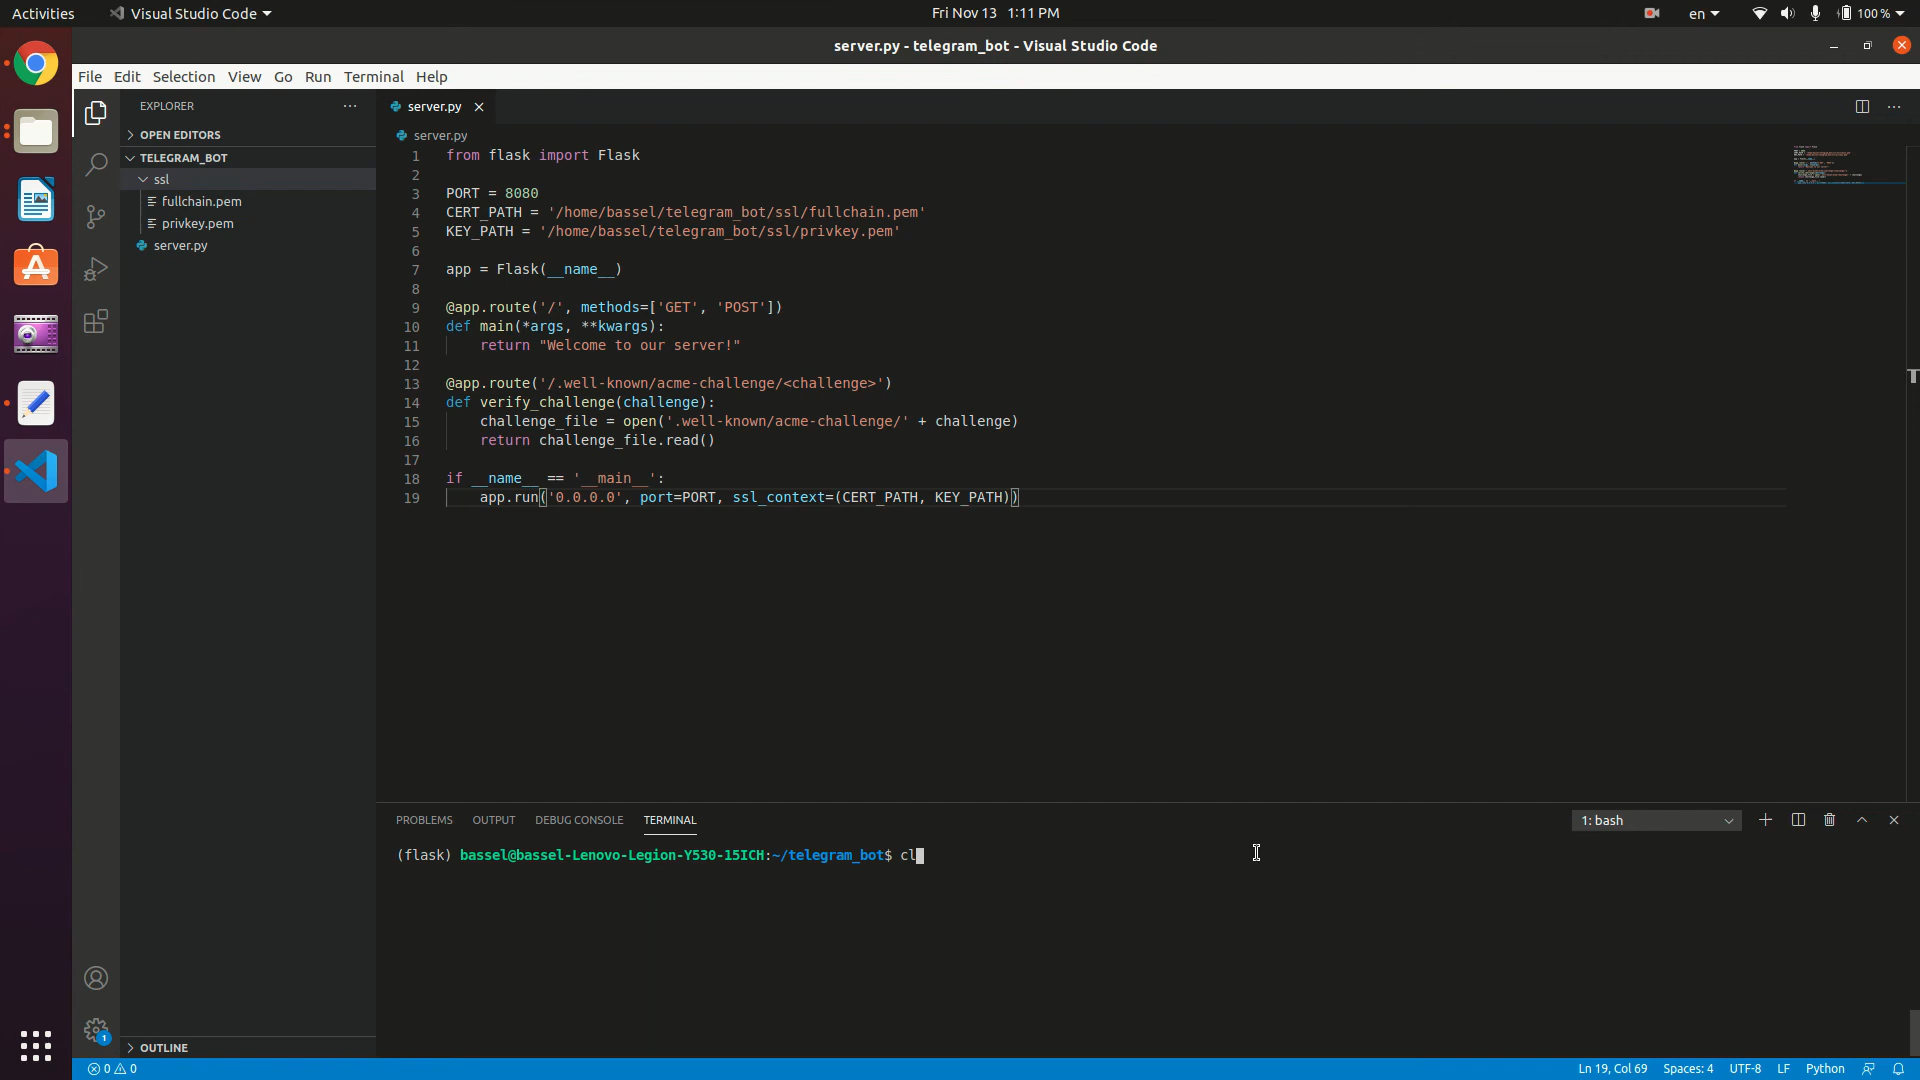 Activities Visual Studio Code Fri Nov 13 1:11 PM en 100 %
server.py - telegram_bot - Visual Studio Code
File Edit Selection View Go Run Terminal Help
EXPLORER
OPEN EDITORS
TELEGRAM_BOT
ssl
fullchain.pem
privkey.pem
server.py
OUTLINE
server.py
server.py
1 from flask import Flask
2
3 PORT = 8080
4 CERT_PATH = '/home/bassel/telegram_bot/ssl/fullchain.pem'
5 KEY_PATH = '/home/bassel/telegram_bot/ssl/privkey.pem'
6
7 app = Flask(__name__)
8
9 @app.route('/', methods=['GET', 'POST'])
10 def main(*args, **kwargs):
11 return "Welcome to our server!"
12
13 @app.route('/.well-known/acme-challenge/<challenge>')
14 def verify_challenge(challenge):
15 challenge_file = open('.well-known/acme-challenge/' + challenge)
16 return challenge_file.read()
17
18 if __name__ == '__main__':
19 app.run('0.0.0.0', port=PORT, ssl_context=(CERT_PATH, KEY_PATH))
PROBLEMS OUTPUT DEBUG CONSOLE TERMINAL 1: bash
(flask) bassel@bassel-Lenovo-Legion-Y530-15ICH:~/telegram_bot$ cl
1
0 0 Ln 19, Col 69 Spaces: 4 UTF-8 LF Python